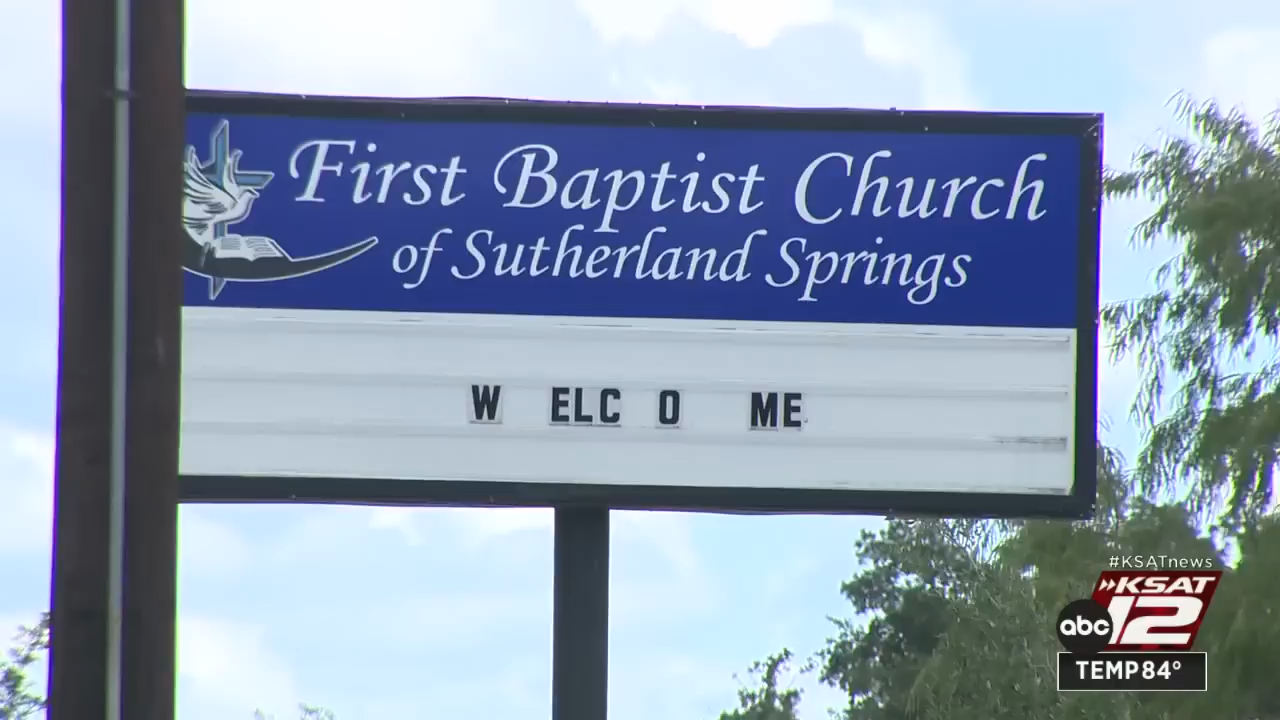 First Baptist Church
of Sutherland Springs
W ELC O ME
#KSATnews
KSAT
abc 12
TEMP 84°